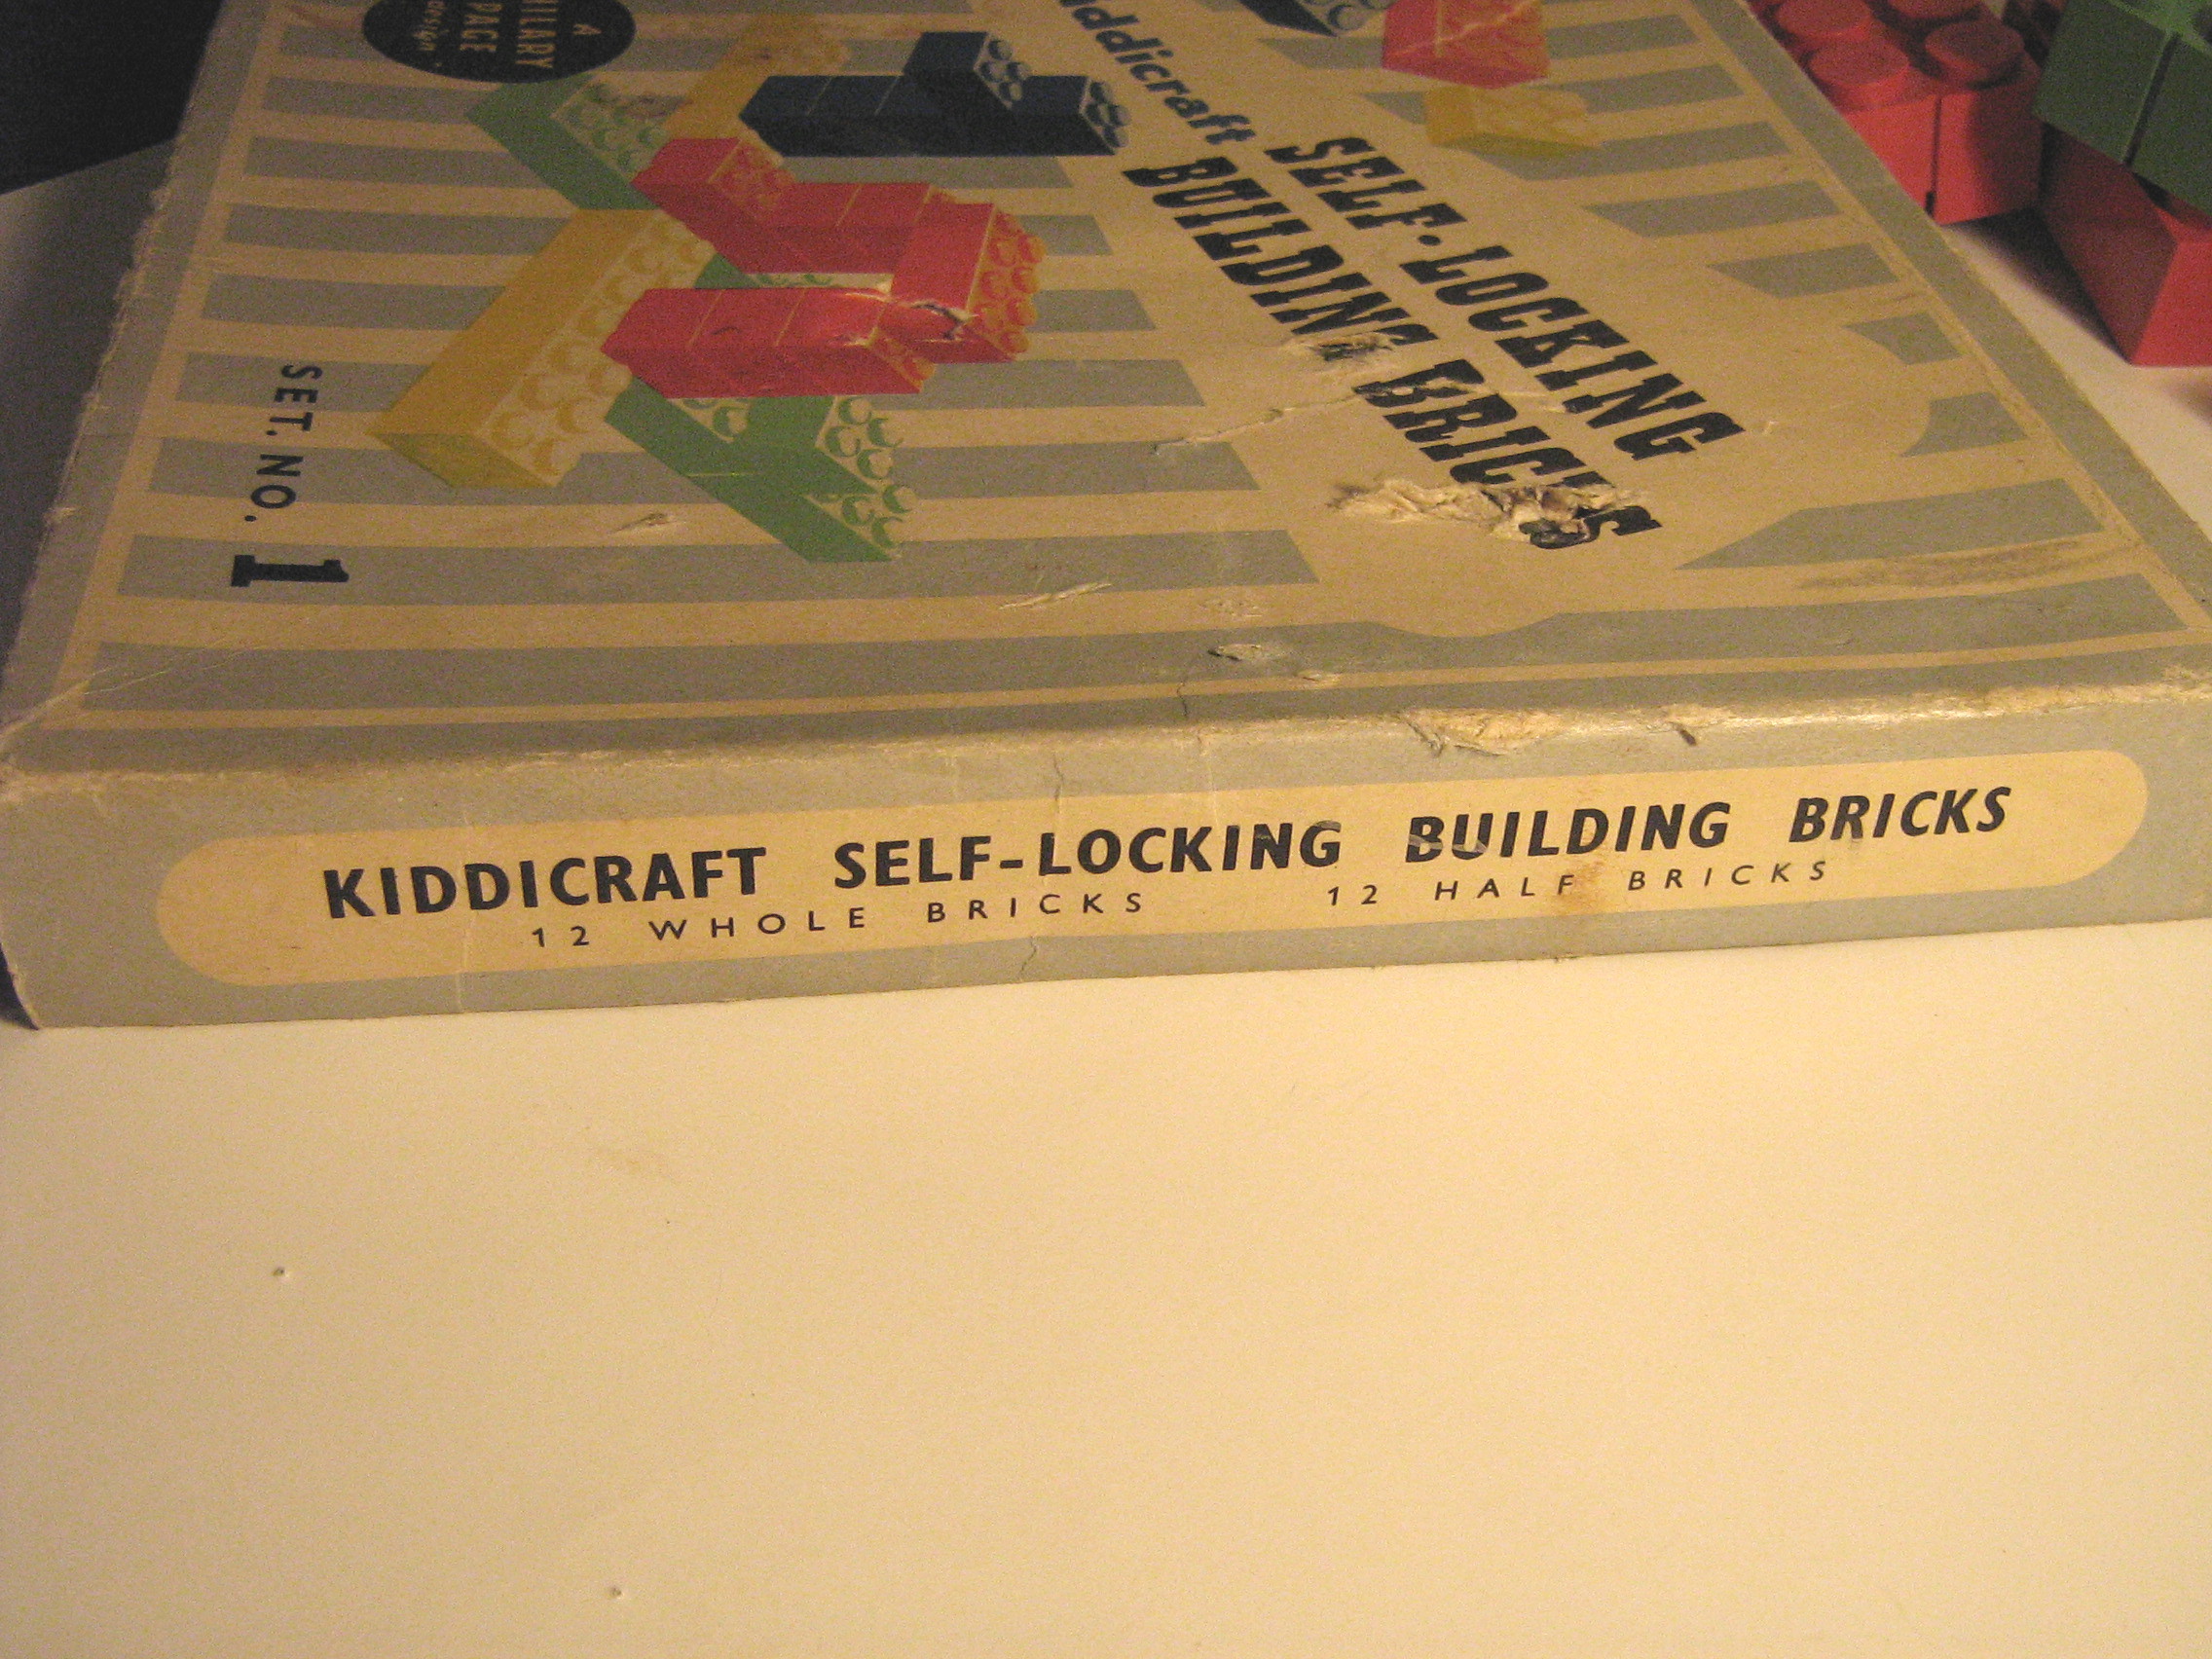 A
HILARY
PAGE
design
iddicraft
SELF-LOCKING
BUILDING BRICKS
SET. NO. 1
KIDDICRAFT SELF-LOCKING BUILDING BRICKS
12 WHOLE BRICKS 12 HALF BRICKS